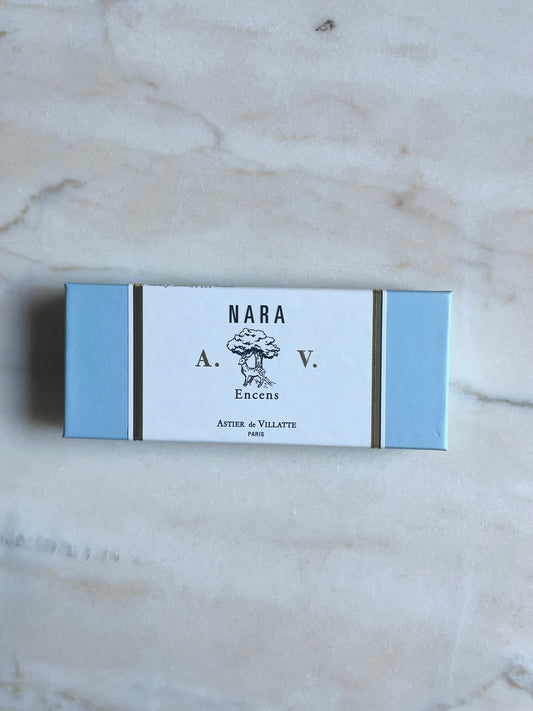 NARA
A. V.
Encens
ASTIER de VILLATTE
PARIS